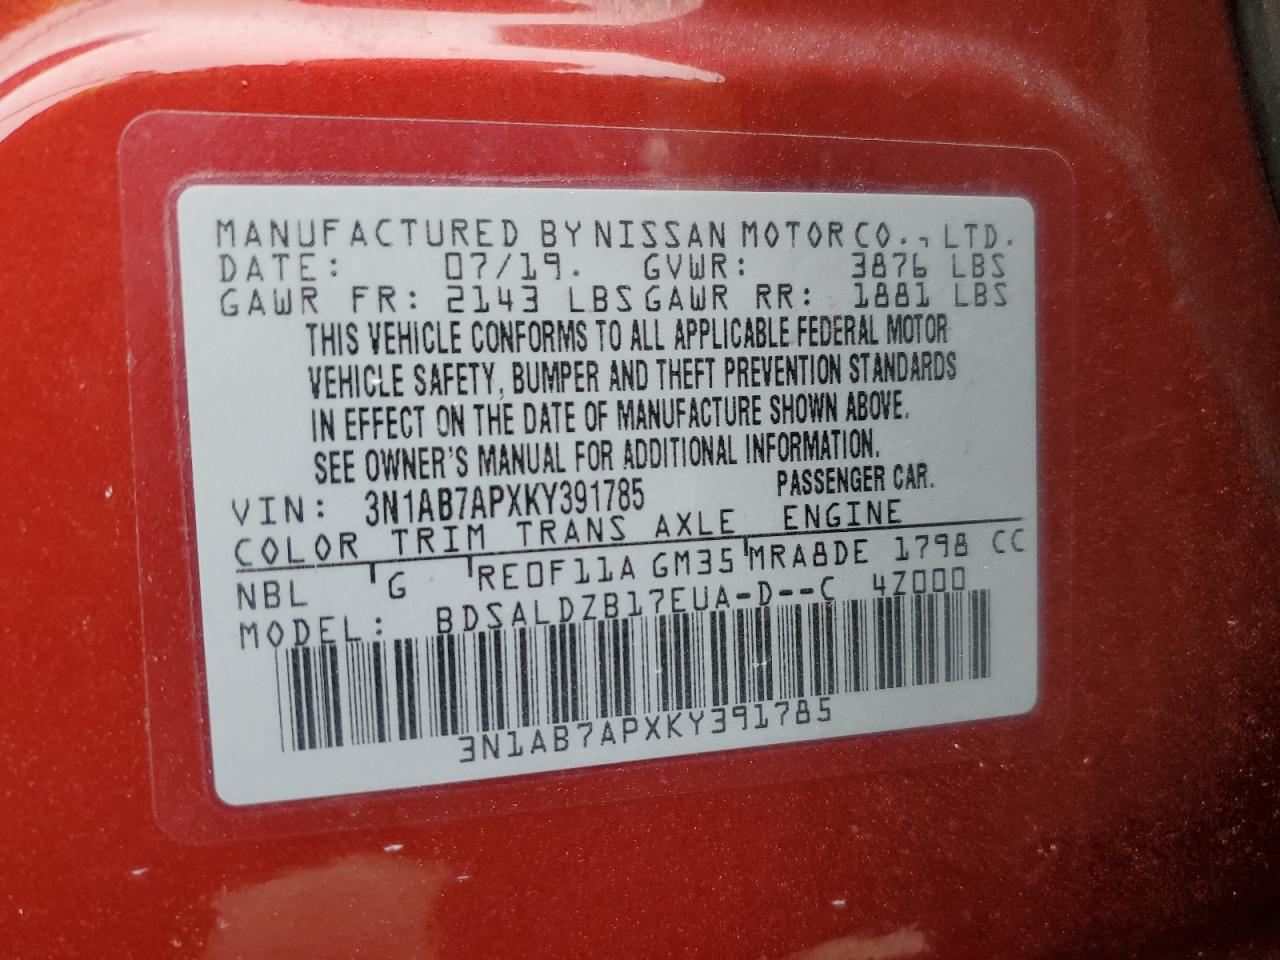 MANUFACTURED BY NISSAN MOTOR CO., LTD.
DATE: 07/19. GVWR: 3876 LBS
GAWR FR: 2143 LBS GAWR RR: 1881 LBS
THIS VEHICLE CONFORMS TO ALL APPLICABLE FEDERAL MOTOR
VEHICLE SAFETY, BUMPER AND THEFT PREVENTION STANDARDS
IN EFFECT ON THE DATE OF MANUFACTURE SHOWN ABOVE.
SEE OWNER'S MANUAL FOR ADDITIONAL INFORMATION.
VIN: 3N1AB7APXKY391785 PASSENGER CAR.
COLOR TRIM TRANS AXLE ENGINE
NBL G RE0F11A GM35 MRA8DE 1798 CC
MODEL: BDSALDZB17EUA-D--C 4Z000
3N1AB7APXKY391785